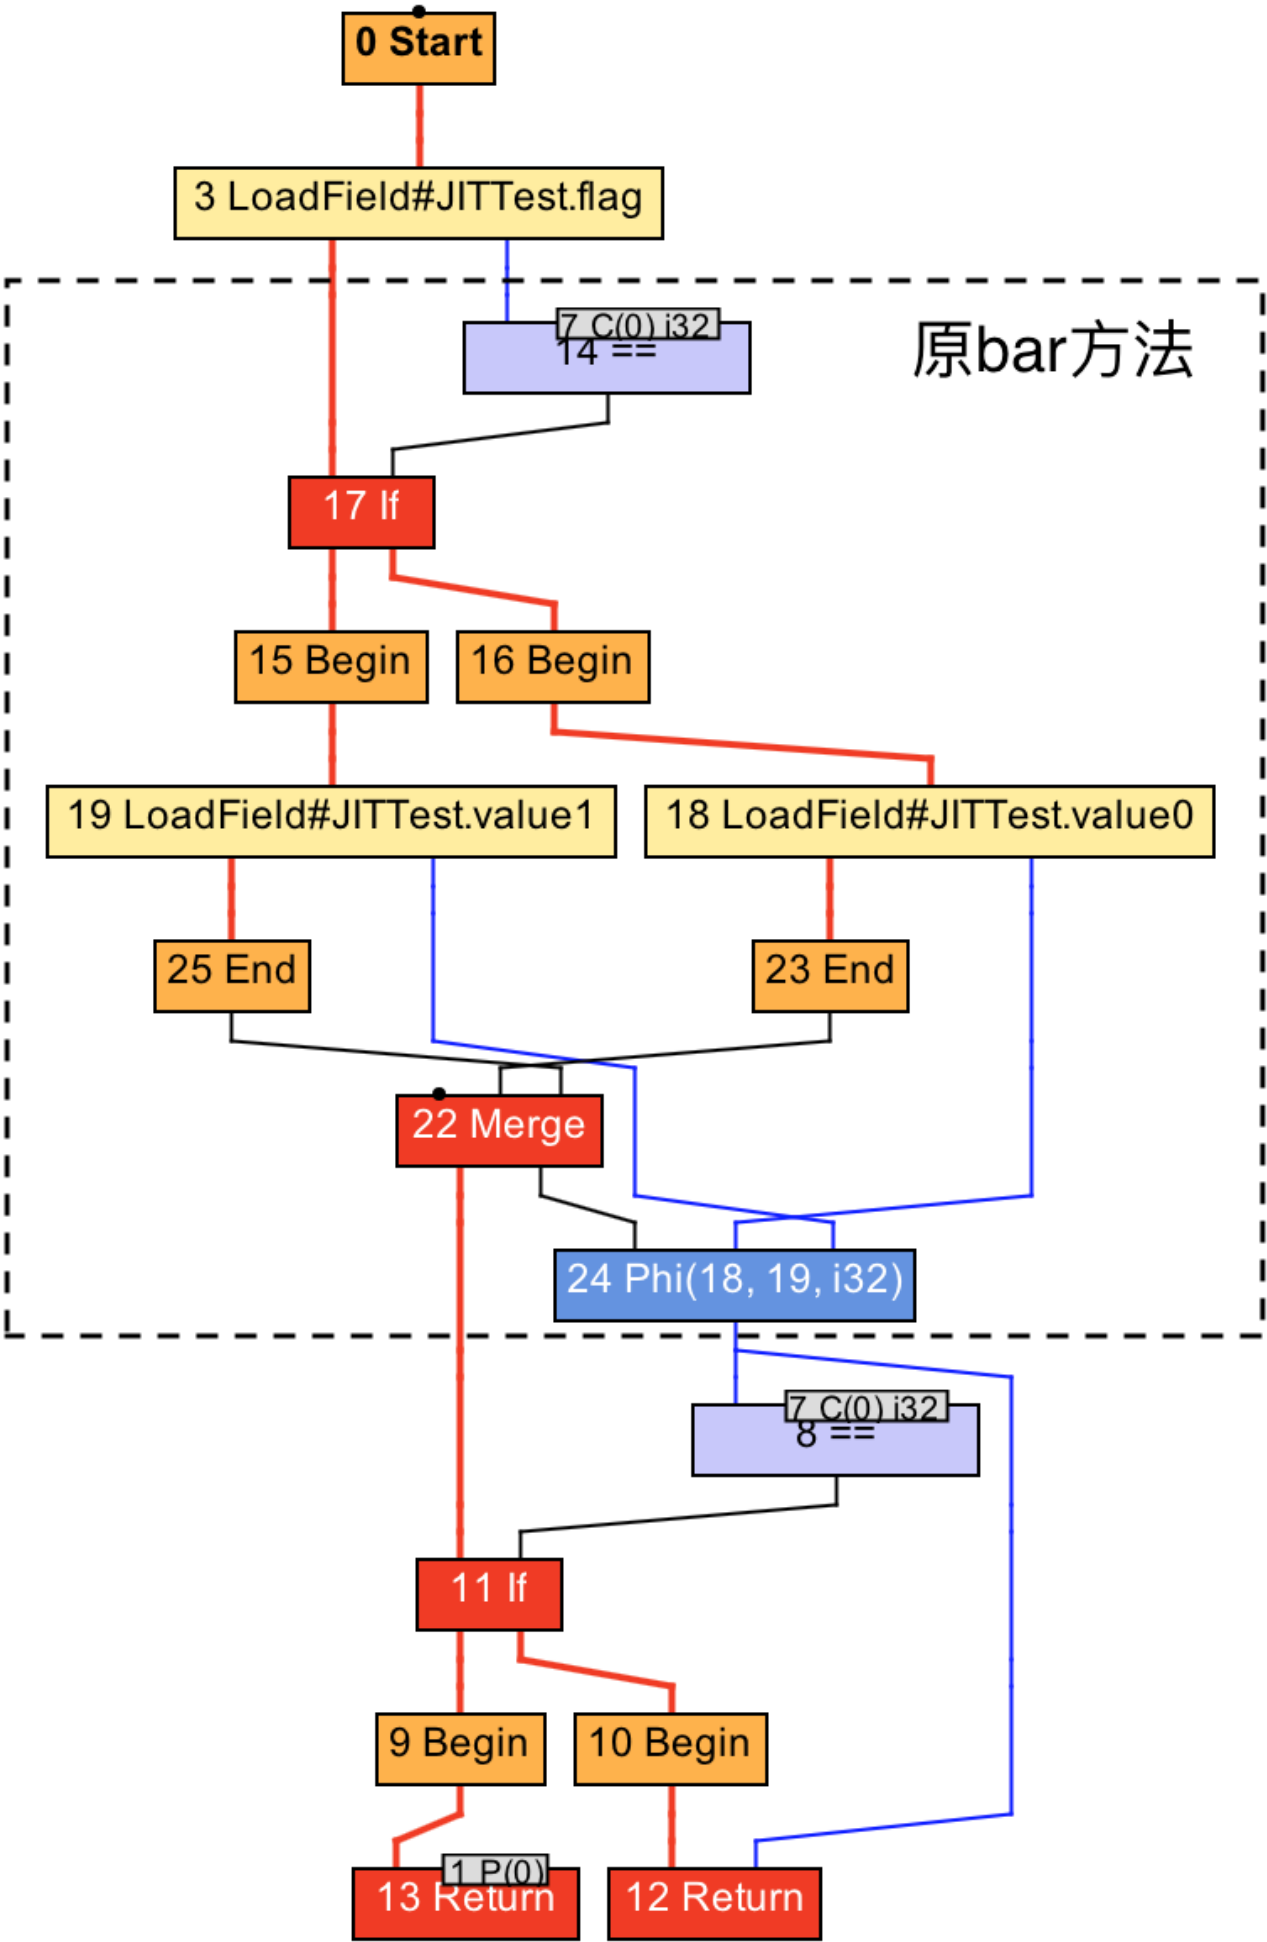 0 Start
3 LoadField#JITTest.flag
原bar方法
7 C(0) i32
14 ==
17 If
15 Begin
16 Begin
19 LoadField#JITTest.value1
18 LoadField#JITTest.value0
25 End
23 End
22 Merge
24 Phi(18, 19, i32)
7 C(0) i32
8 ==
11 If
9 Begin
10 Begin
1 P(0)
13 Return
12 Return